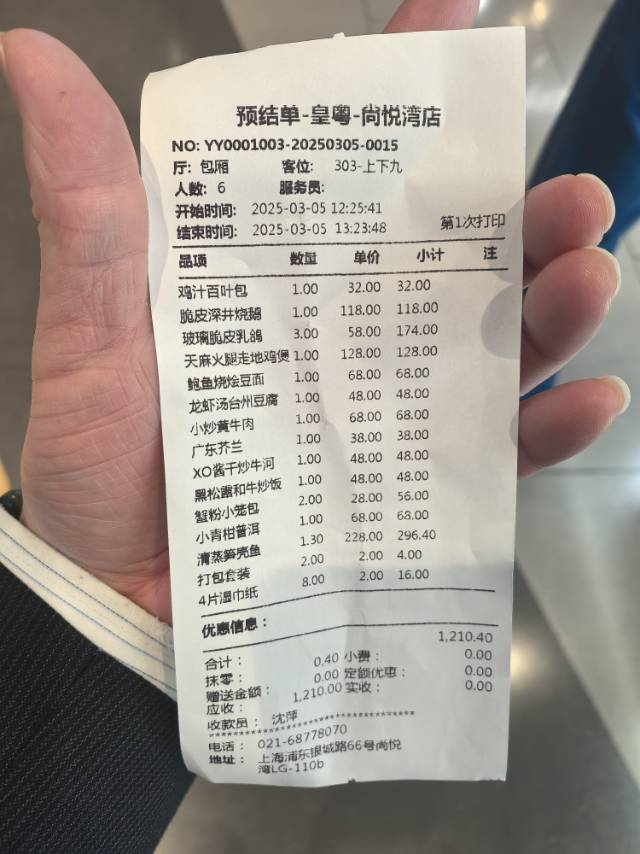 预结单-皇粤-尚悦湾店
NO: YY0001003-20250305-0015
厅: 包厢 客位: 303-上下九
人数: 6 服务员:
开始时间: 2025-03-05 12:25:41
结束时间: 2025-03-05 13:23:48 第1次打印
品项 数量 单价 小计 注
鸡汁百叶包 1.00 32.00 32.00
脆皮深井烧鹅 1.00 118.00 118.00
玻璃脆皮乳鸽 3.00 58.00 174.00
天麻火腿走地鸡煲 1.00 128.00 128.00
鲍鱼烧烩豆面 1.00 68.00 68.00
龙虾汤台州豆腐 1.00 48.00 48.00
小炒黄牛肉 1.00 68.00 68.00
广东芥兰 1.00 38.00 38.00
XO酱干炒牛河 1.00 48.00 48.00
黑松露和牛炒饭 1.00 48.00 48.00
蟹粉小笼包 2.00 28.00 56.00
小青柑普洱 1.00 68.00 68.00
清蒸笋壳鱼 1.30 228.00 296.40
打包套装 2.00 2.00 4.00
4片湿巾纸 8.00 2.00 16.00
优惠信息:
合计: 1,210.40
抹零: 0.40 小费: 0.00
赠送金额: 0.00 定额优惠: 0.00
应收: 1,210.00 实收: 0.00
收款员: 沈萍
****************************************
电话: 021-68778070
地址: 上海浦东银城路66号尚悦
湾LG-110b